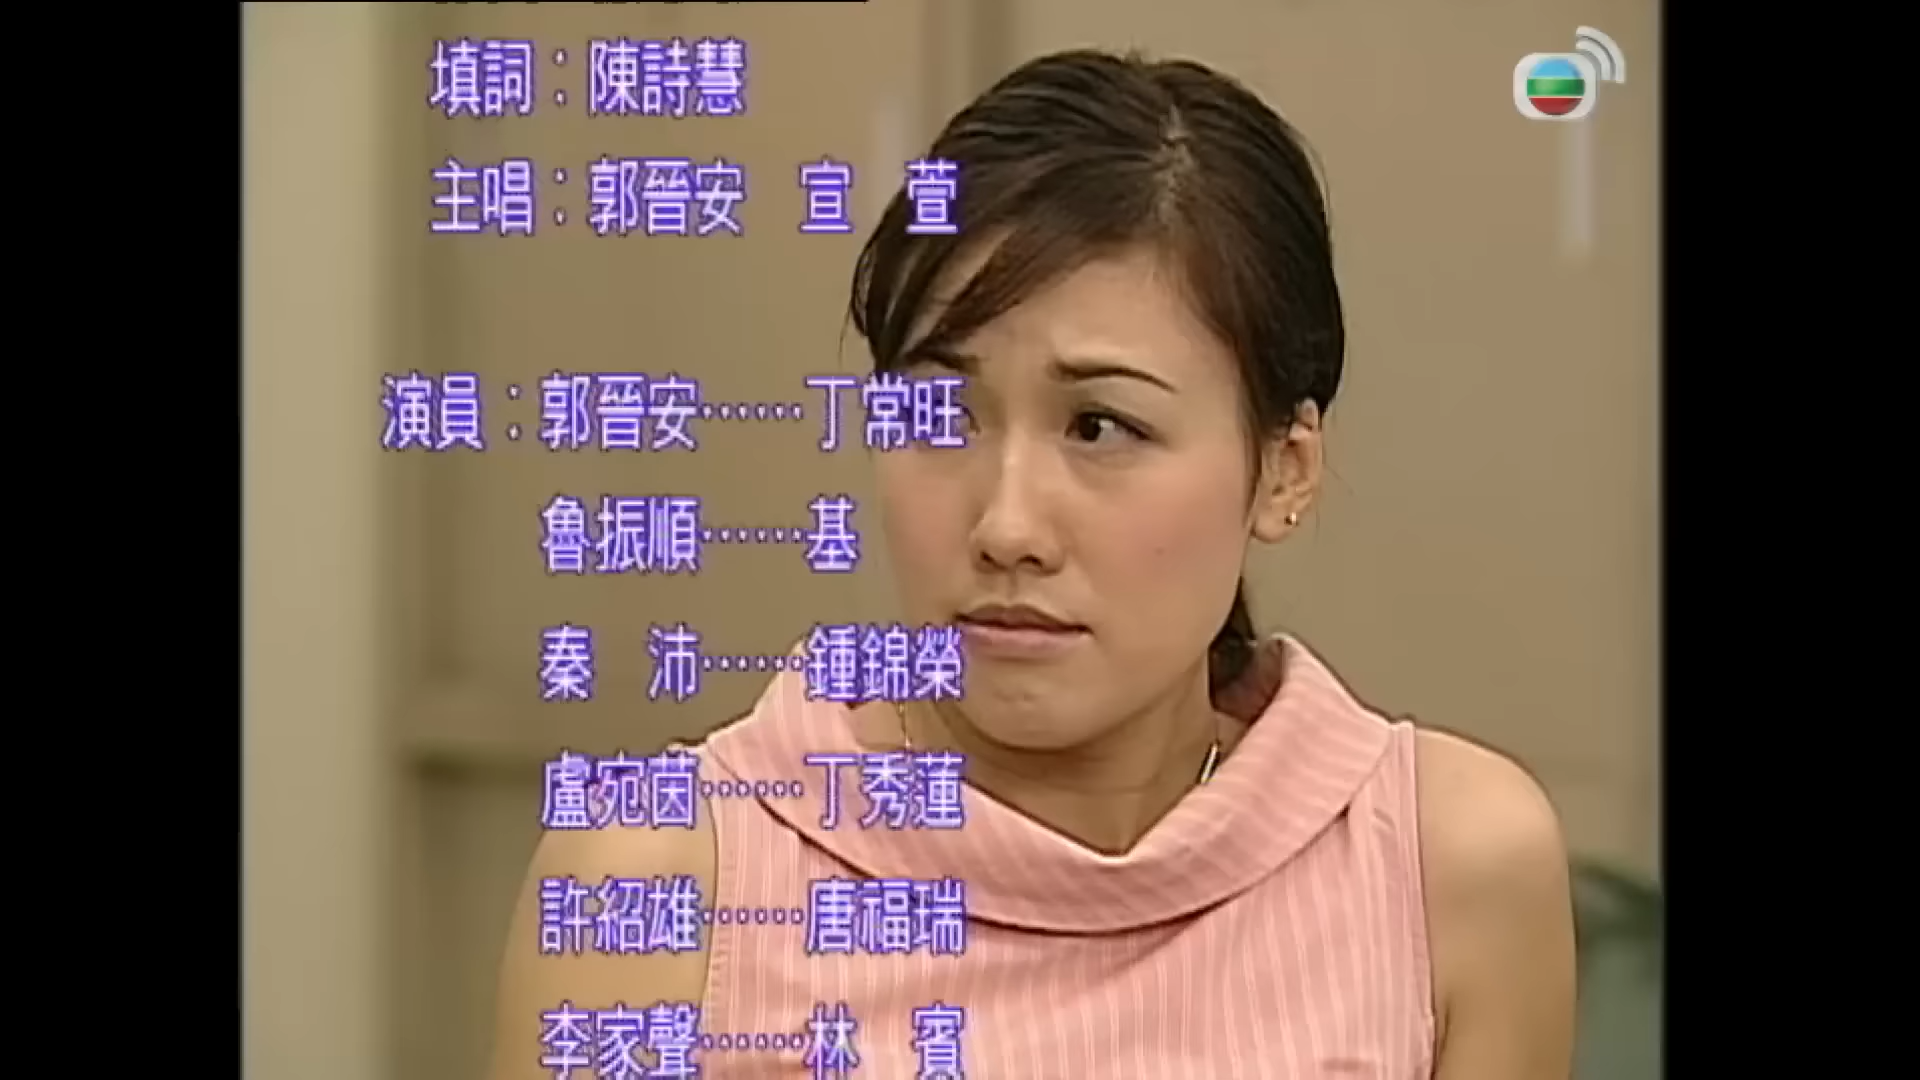 填詞：陳詩慧
主唱：郭晉安　宣　萱
演員：郭晉安……丁常旺
魯振順……基
秦　沛……鍾錦榮
盧宛茵……丁秀蓮
許紹雄……唐福瑞
李家聲……林　賓